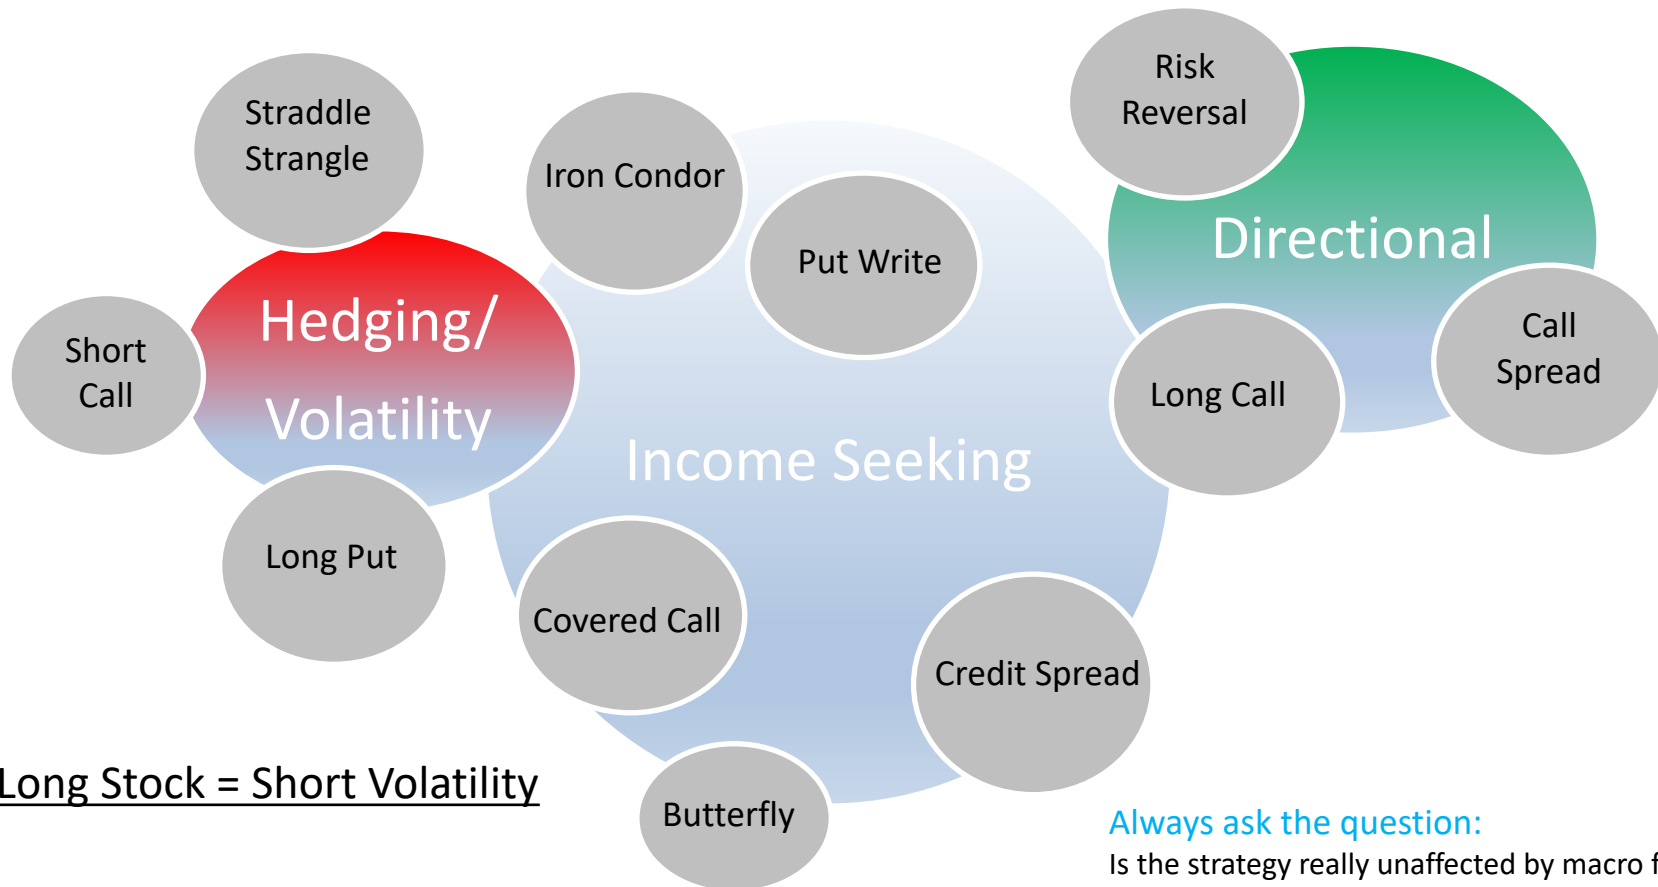 Straddle
Strangle
Iron Condor
Put Write
Risk
Reversal
Directional
Hedging/
Volatility
Short
Call
Income Seeking
Long Call
Call
Spread
Long Put
Covered Call
Credit Spread
Long Stock = Short Volatility
Butterfly
Always ask the question:
Is the strategy really unaffected by macro